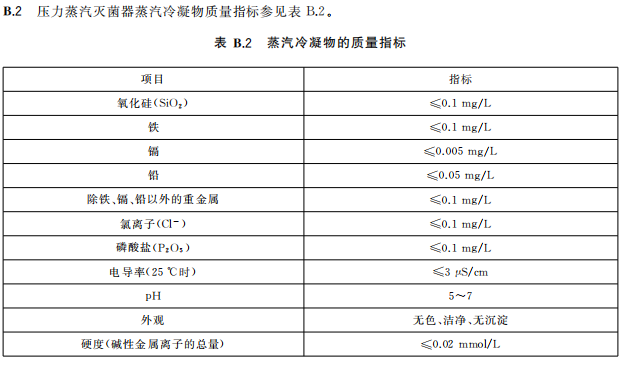 B.2 压力蒸汽灭菌器蒸汽冷凝物质量指标参见表 B.2。
表 B.2 蒸汽冷凝物的质量指标
项目 指标
氧化硅(SiO₂) ≤0.1 mg/L
铁 ≤0.1 mg/L
镉 ≤0.005 mg/L
铅 ≤0.05 mg/L
除铁、镉、铅以外的重金属 ≤0.1 mg/L
氯离子(Cl⁻) ≤0.1 mg/L
磷酸盐(P₂O₅) ≤0.1 mg/L
电导率(25 ℃时) ≤3 μS/cm
pH 5～7
外观 无色、洁净、无沉淀
硬度(碱性金属离子的总量) ≤0.02 mmol/L